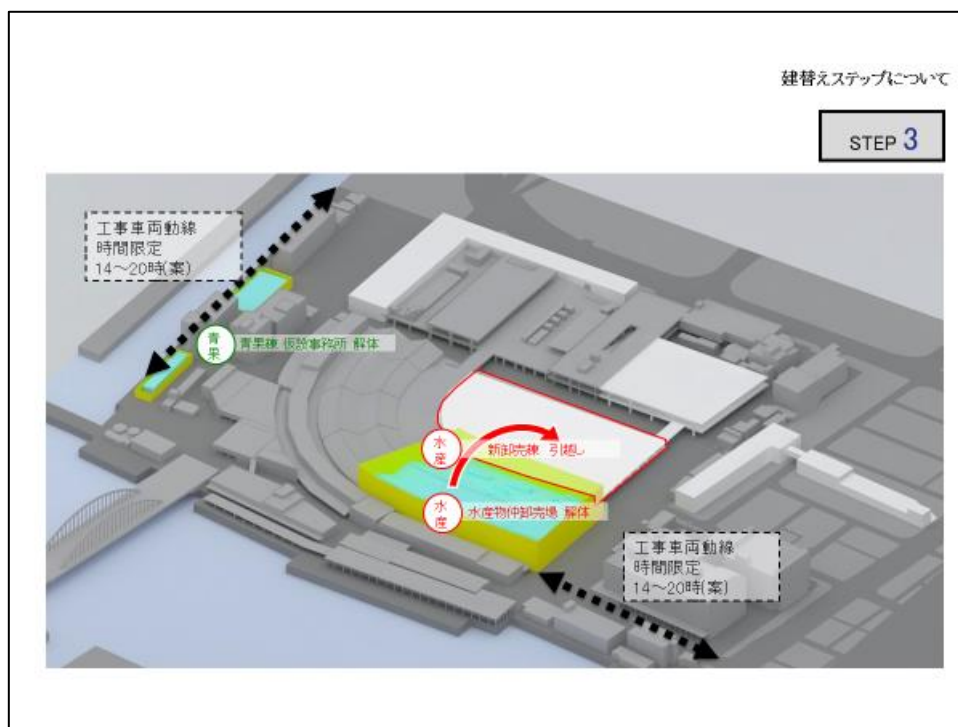 建替えステップについて
STEP 3
工事車両動線
時間限定
14～20時(案)
青果
青果棟 仮設事務所 解体
水産
新卸売棟 引越し
水産
水産物仲卸売場 解体
工事車両動線
時間限定
14～20時(案)